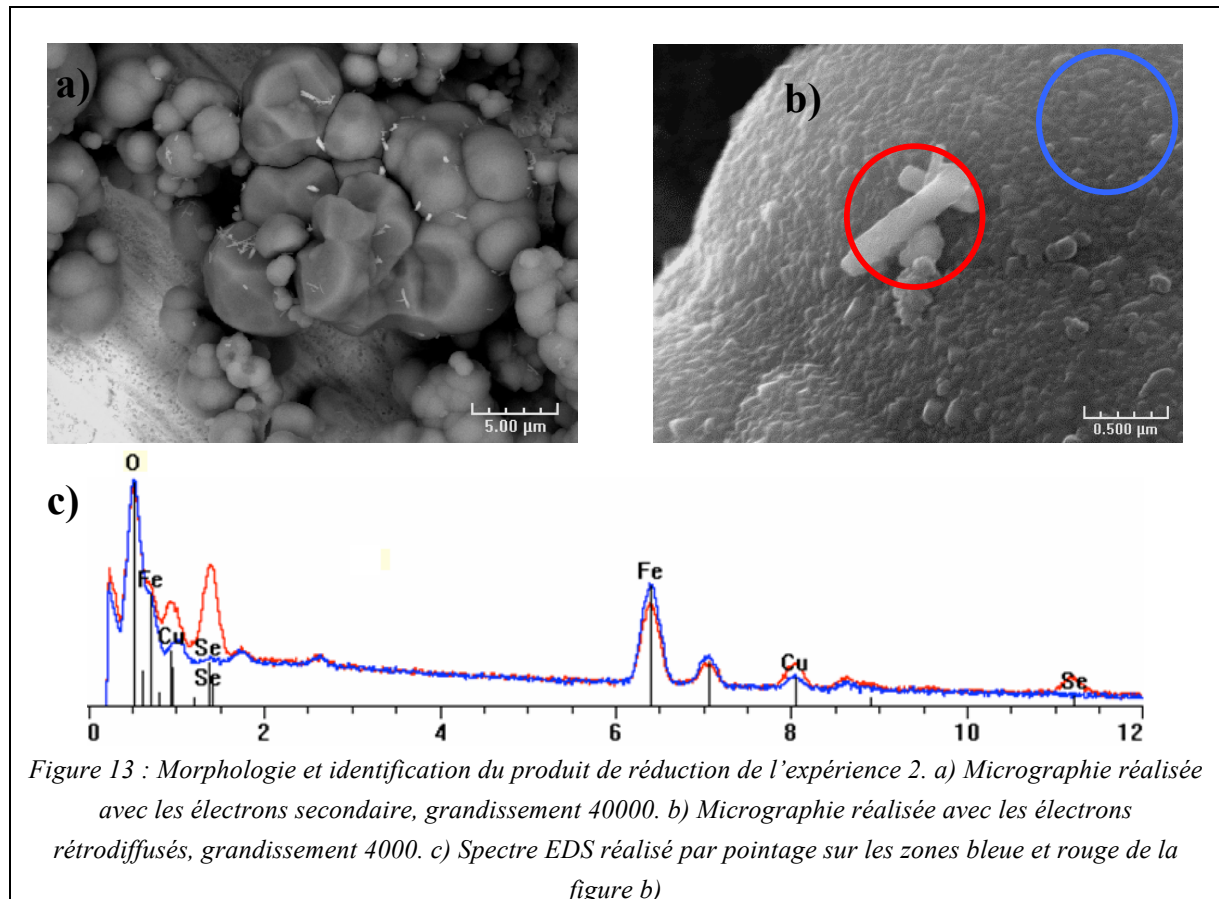 a)
b)
5.00 µm
0.500 µm
c)
O
Fe
Cu
Se
Se
Fe
Cu
Se
0 2 4 6 8 10 12
Figure 13 : Morphologie et identification du produit de réduction de l'expérience 2. a) Micrographie réalisée
avec les électrons secondaire, grandissement 40000. b) Micrographie réalisée avec les électrons
rétrodiffusés, grandissement 4000. c) Spectre EDS réalisé par pointage sur les zones bleue et rouge de la
figure b)